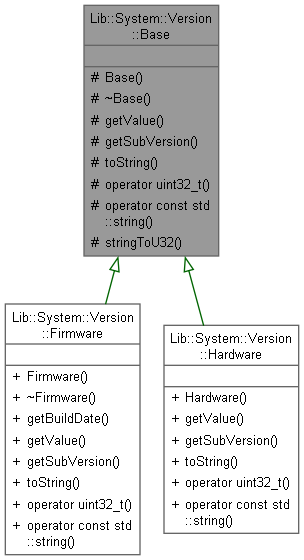 Lib::System::Version
::Base
# Base()
# ~Base()
# getValue()
# getSubVersion()
# toString()
# operator uint32_t()
# operator const std
::string()
# stringToU32()
Lib::System::Version
::Firmware
+ Firmware()
+ ~Firmware()
+ getBuildDate()
+ getValue()
+ getSubVersion()
+ toString()
+ operator uint32_t()
+ operator const std
::string()
Lib::System::Version
::Hardware
+ Hardware()
+ getValue()
+ getSubVersion()
+ toString()
+ operator uint32_t()
+ operator const std
::string()